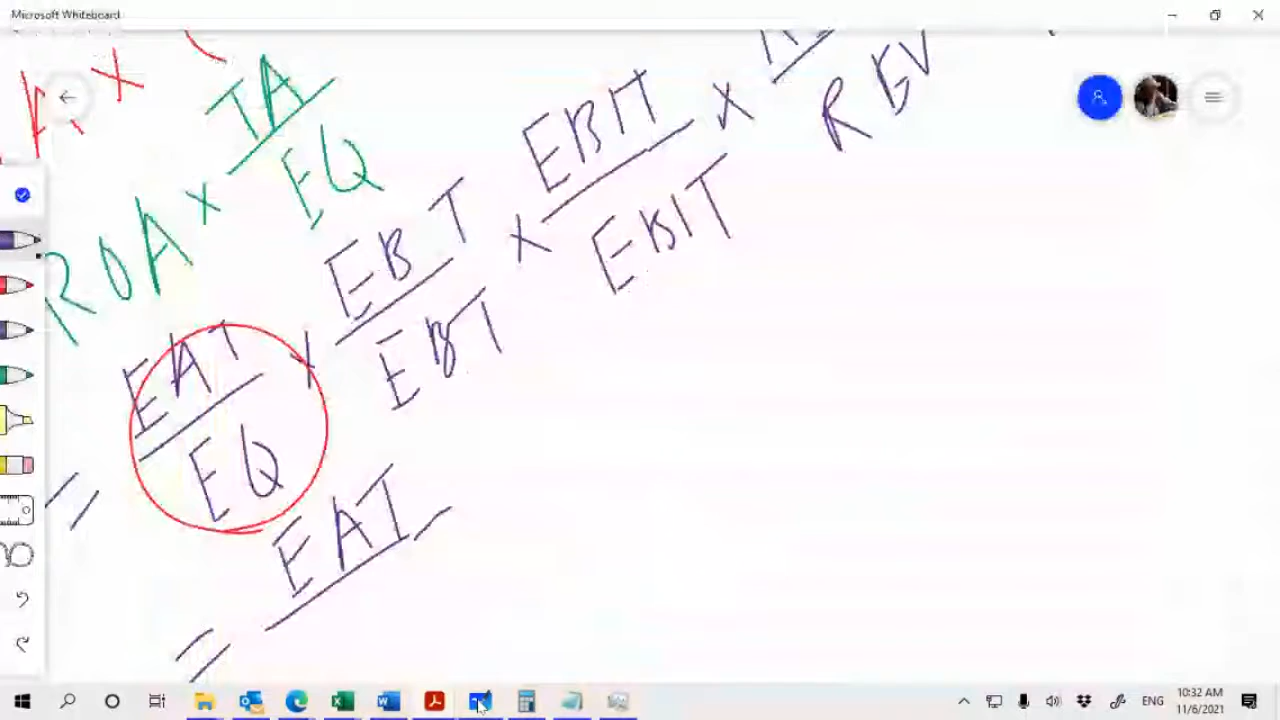 Microsoft Whiteboard
ROA × TA / EQ
= EAT / EQ × EBT / EBT × EBIT / EBIT × / REV
= EAT /
ENG
10:32 AM
11/6/2021